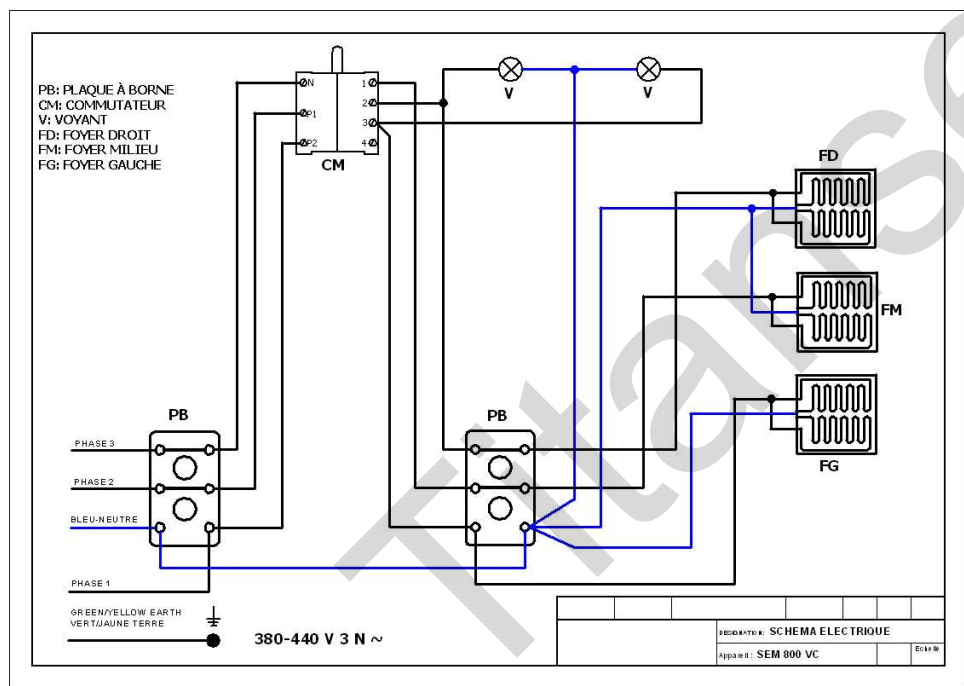 PB: PLAQUE À BORNE
CM: COMMUTATEUR
V: VOYANT
FD: FOYER DROIT
FM: FOYER MILIEU
FG: FOYER GAUCHE
N
P1
P2
1
2
3
4
CM
V
V
FD
FM
FG
PB
PB
PHASE 3
PHASE 2
BLEU-NEUTRE
PHASE 1
GREEN/YELLOW EARTH
VERT/JAUNE TERRE
380-440 V 3 N ~
DESIGNATION: SCHEMA ELECTRIQUE
Appareil: SEM 800 VC
Echelle
Titanse